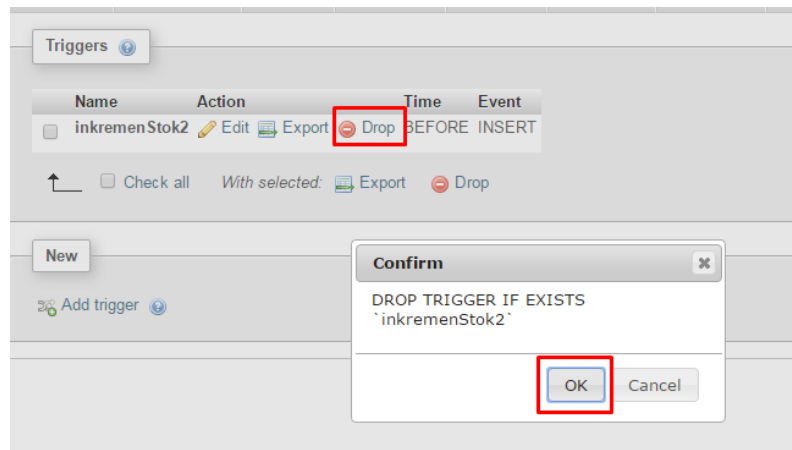 Triggers
Name Action Time Event
inkremenStok2 Edit Export Drop BEFORE INSERT
Check all With selected: Export Drop
New
Add trigger
Confirm
DROP TRIGGER IF EXISTS
`inkremenStok2`
OK Cancel